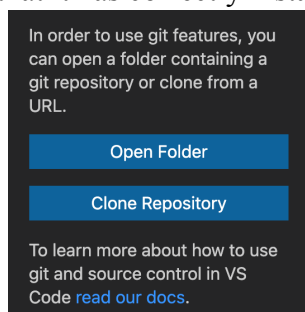 In order to use git features, you
can open a folder containing a
git repository or clone from a
URL.
Open Folder
Clone Repository
To learn more about how to use
git and source control in VS
Code read our docs.